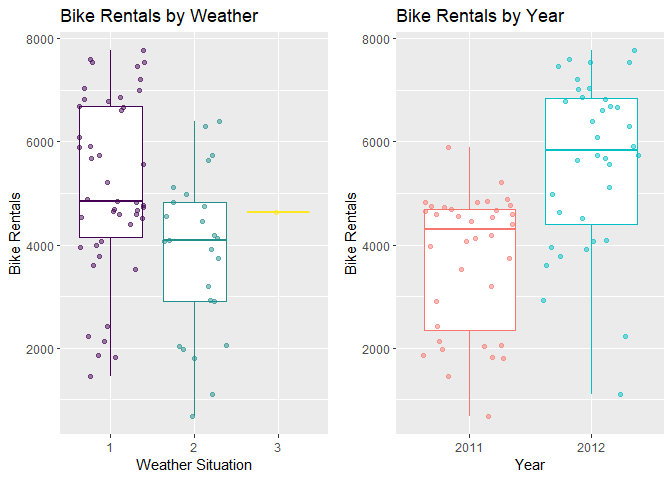 Bike Rentals by Weather
8000
6000
4000
2000
Bike Rentals
1 2 3
Weather Situation
Bike Rentals by Year
8000
6000
4000
2000
Bike Rentals
2011 2012
Year